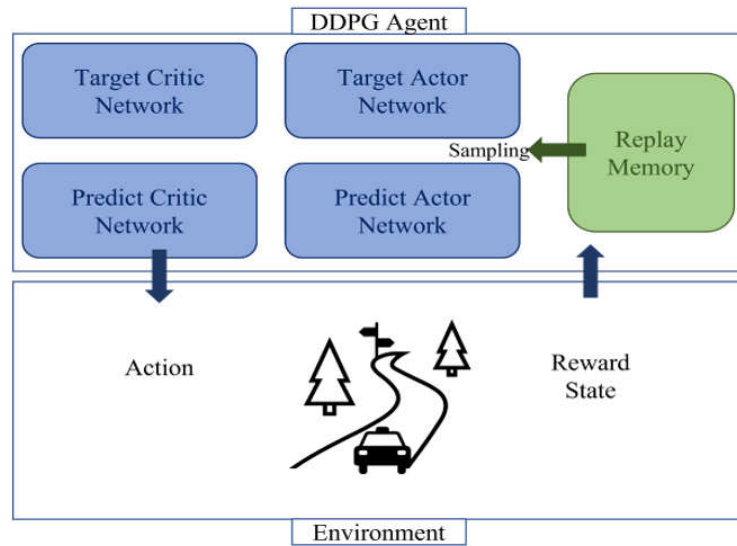 DDPG Agent
Target Critic
Network
Target Actor
Network
Replay
Memory
Sampling
Predict Critic
Network
Predict Actor
Network
Action
Reward
State
Environment